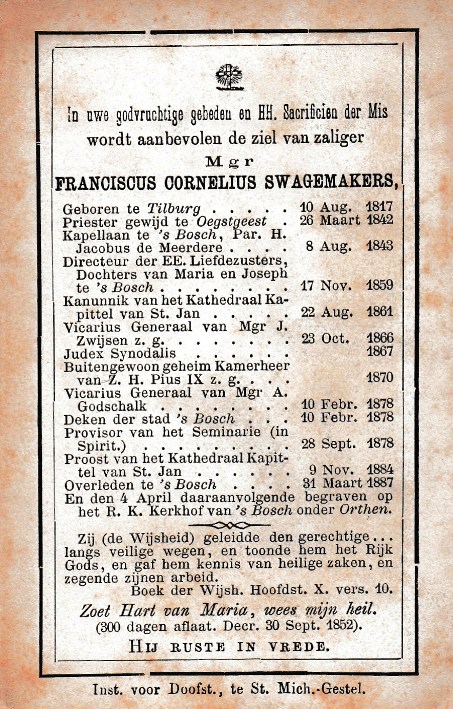 In uwe godvruchtige gebeden en HH. Sacrificien der Mis
wordt aanbevolen de ziel van zaliger
Mgr
FRANCISCUS CORNELIUS SWAGEMAKERS,
Geboren te Tilburg . . . . . 10 Aug. 1817
Priester gewijd te Oegstgeest . 26 Maart 1842
Kapellaan te 's Bosch, Par. H.
Jacobus de Meerdere . . . . 8 Aug. 1843
Directeur der EE. Liefdezusters,
Dochters van Maria en Joseph
te 's Bosch . . . . . . . . 17 Nov. 1859
Kanunnik van het Kathedraal Ka-
pittel van St. Jan . . . . . 22 Aug. 1861
Vicarius Generaal van Mgr J.
Zwijsen z. g. . . . . . . . 23 Oct. 1866
Judex Synodalis . . . . . . 1867
Buitengewoon geheim Kamerheer
van Z. H. Pius IX z. g. . . . 1870
Vicarius Generaal van Mgr A.
Godschalk . . . . . . . . 10 Febr. 1878
Deken der stad 's Bosch . . . 10 Febr. 1878
Provisor van het Seminarie (in
Spirit.) . . . . . . . . . 28 Sept. 1878
Proost van het Kathedraal Kapit-
tel van St. Jan . . . . . . 9 Nov. 1884
Overleden te 's Bosch . . . . 31 Maart 1887
En den 4 April daaraanvolgende begraven op
het R. K. Kerkhof van 's Bosch onder Orthen.
Zij (de Wijsheid) geleidde den gerechtige...
langs veilige wegen, en toonde hem het Rijk
Gods, en gaf hem kennis van heilige zaken, en
zegende zijnen arbeid.
Boek der Wijsh. Hoofdst. X. vers. 10.
Zoet Hart van Maria, wees mijn heil.
(300 dagen aflaat. Decr. 30 Sept. 1852).
HIJ RUSTE IN VREDE.
Inst. voor Doofst., te St. Mich.-Gestel.